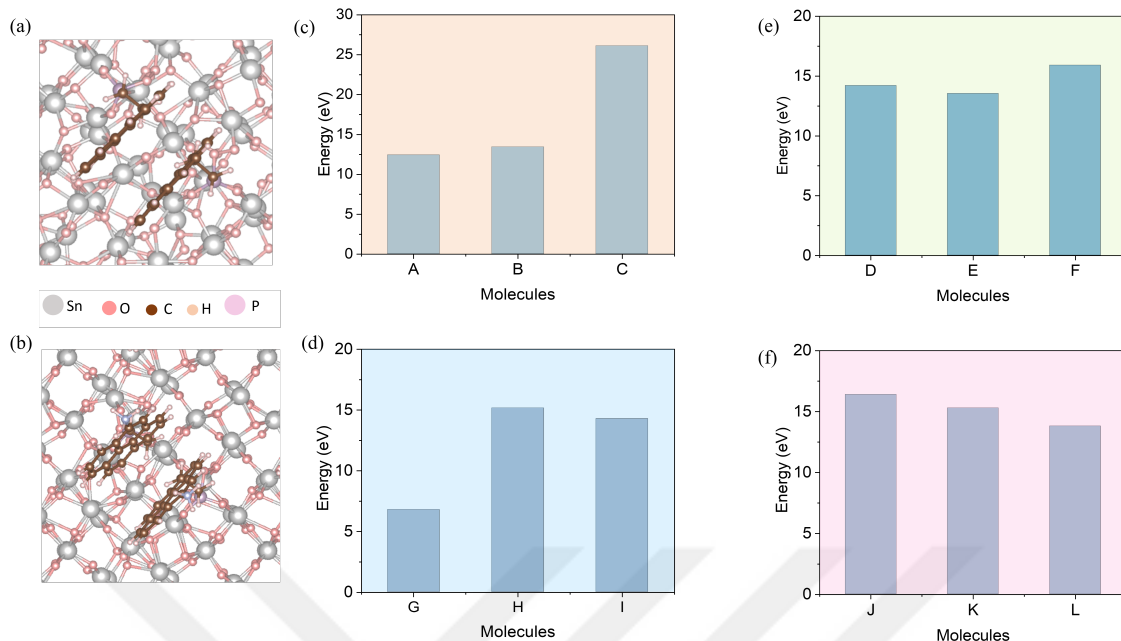 (a)
Sn O C H P
(b)
(c)
30
25
20
15
10
5
0
Energy (eV)
A B C
Molecules
(d)
20
15
10
5
0
Energy (eV)
G H I
Molecules
(e)
20
15
10
5
0
Energy (eV)
D E F
Molecules
(f)
20
15
10
5
0
Energy (eV)
J K L
Molecules